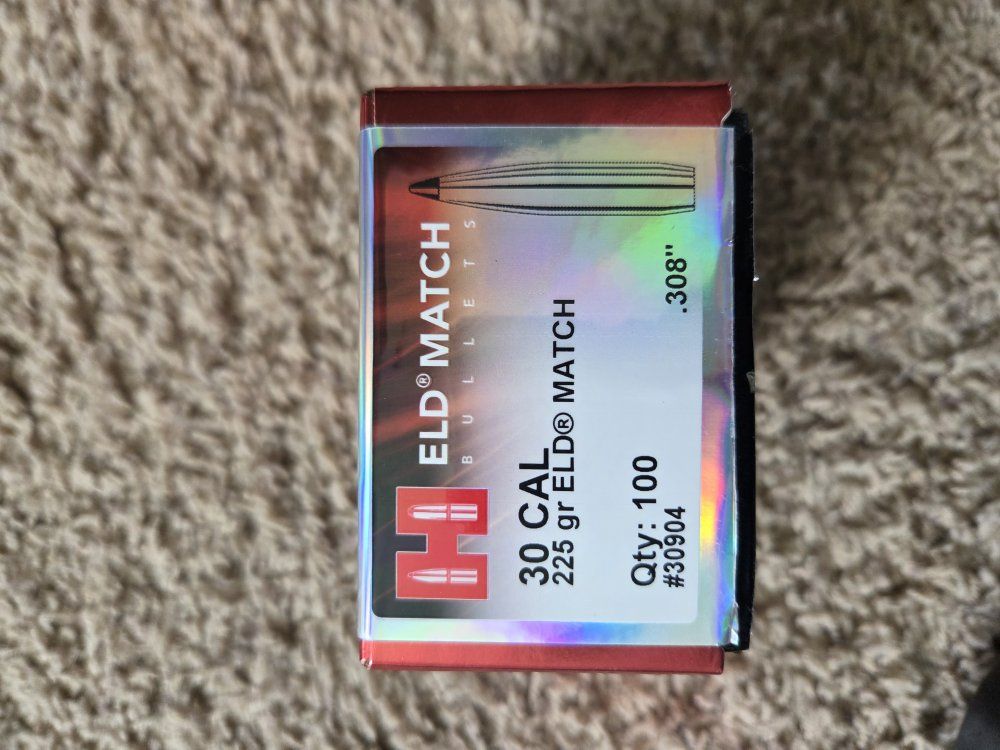 ELD® MATCH
BULLETS
30 CAL
225 gr ELD® MATCH
Qty: 100
#30904
.308"